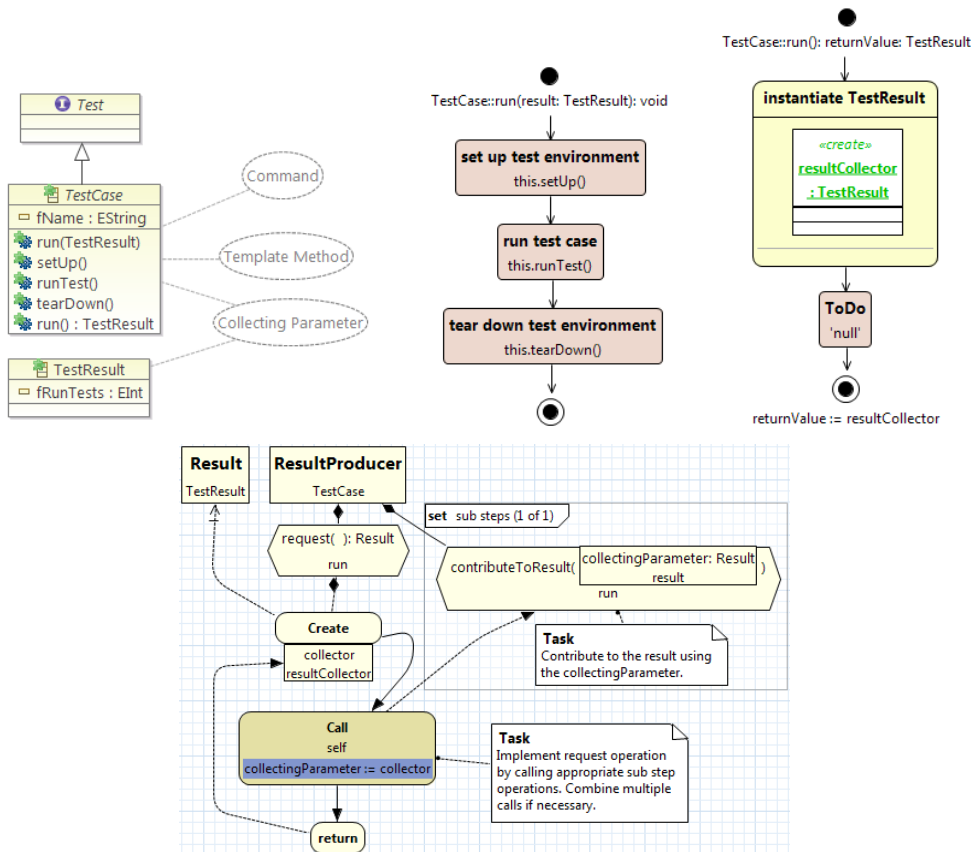 I Test
TestCase
fName : EString
run(TestResult)
setUp()
runTest()
tearDown()
run() : TestResult
Command
Template Method
Collecting Parameter
TestResult
fRunTests : EInt
TestCase::run(result: TestResult): void
set up test environment
this.setUp()
run test case
this.runTest()
tear down test environment
this.tearDown()
TestCase::run(): returnValue: TestResult
instantiate TestResult
«create»
resultCollector
: TestResult
ToDo
'null'
returnValue := resultCollector
Result
TestResult
ResultProducer
TestCase
request( ): Result
run
set sub steps (1 of 1)
contributeToResult( collectingParameter: Result )
result
run
Task
Contribute to the result using
the collectingParameter.
Create
collector
resultCollector
Call
self
collectingParameter := collector
Task
Implement request operation
by calling appropriate sub step
operations. Combine multiple
calls if necessary.
return